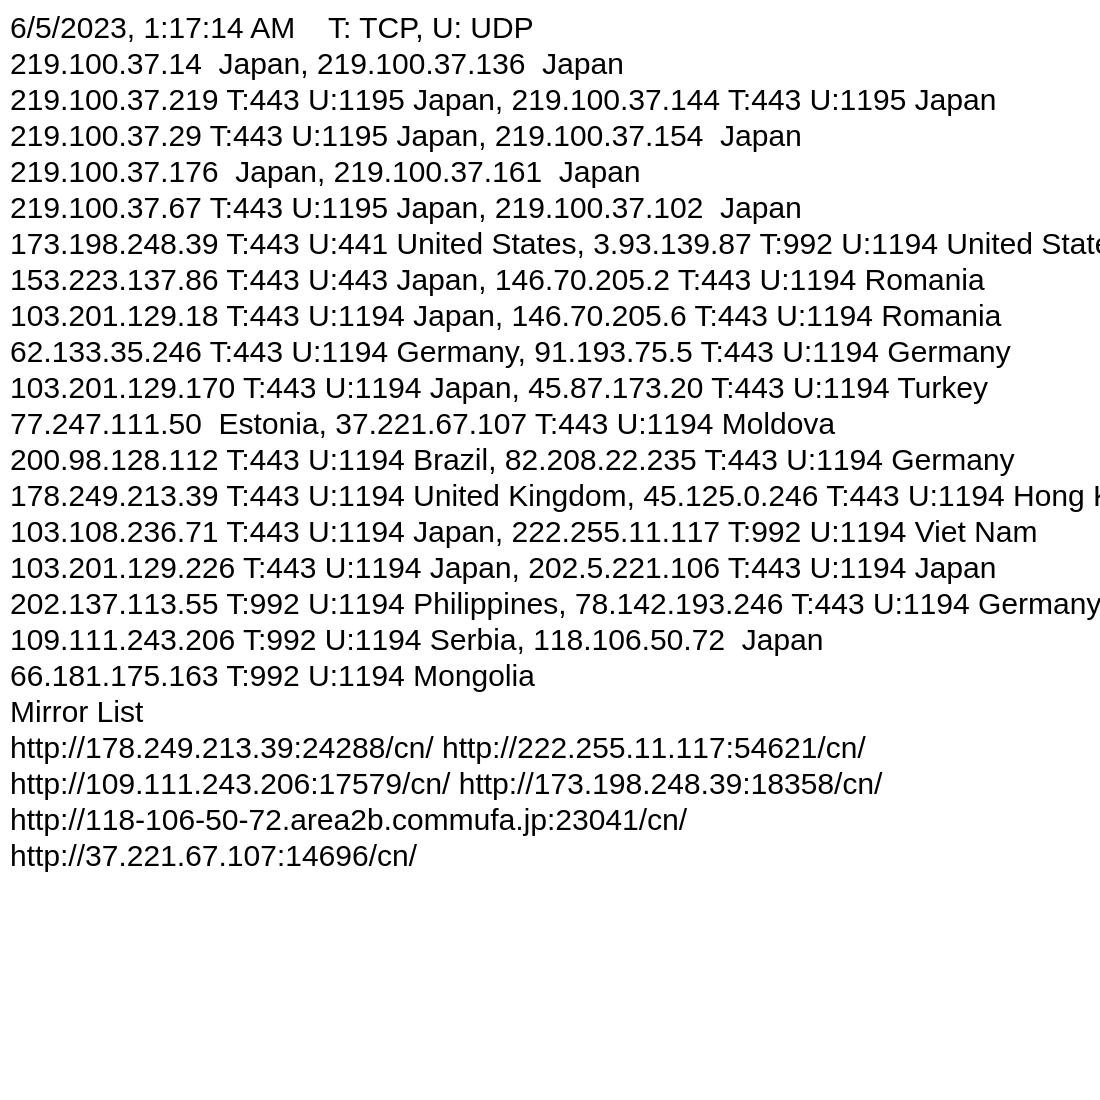 6/5/2023, 1:17:14 AM    T: TCP, U: UDP
219.100.37.14  Japan, 219.100.37.136  Japan
219.100.37.219 T:443 U:1195 Japan, 219.100.37.144 T:443 U:1195 Japan
219.100.37.29 T:443 U:1195 Japan, 219.100.37.154  Japan
219.100.37.176  Japan, 219.100.37.161  Japan
219.100.37.67 T:443 U:1195 Japan, 219.100.37.102  Japan
173.198.248.39 T:443 U:441 United States, 3.93.139.87 T:992 U:1194 United State
153.223.137.86 T:443 U:443 Japan, 146.70.205.2 T:443 U:1194 Romania
103.201.129.18 T:443 U:1194 Japan, 146.70.205.6 T:443 U:1194 Romania
62.133.35.246 T:443 U:1194 Germany, 91.193.75.5 T:443 U:1194 Germany
103.201.129.170 T:443 U:1194 Japan, 45.87.173.20 T:443 U:1194 Turkey
77.247.111.50  Estonia, 37.221.67.107 T:443 U:1194 Moldova
200.98.128.112 T:443 U:1194 Brazil, 82.208.22.235 T:443 U:1194 Germany
178.249.213.39 T:443 U:1194 United Kingdom, 45.125.0.246 T:443 U:1194 Hong K
103.108.236.71 T:443 U:1194 Japan, 222.255.11.117 T:992 U:1194 Viet Nam
103.201.129.226 T:443 U:1194 Japan, 202.5.221.106 T:443 U:1194 Japan
202.137.113.55 T:992 U:1194 Philippines, 78.142.193.246 T:443 U:1194 Germany
109.111.243.206 T:992 U:1194 Serbia, 118.106.50.72  Japan
66.181.175.163 T:992 U:1194 Mongolia
Mirror List
http://178.249.213.39:24288/cn/ http://222.255.11.117:54621/cn/
http://109.111.243.206:17579/cn/ http://173.198.248.39:18358/cn/
http://118-106-50-72.area2b.commufa.jp:23041/cn/
http://37.221.67.107:14696/cn/